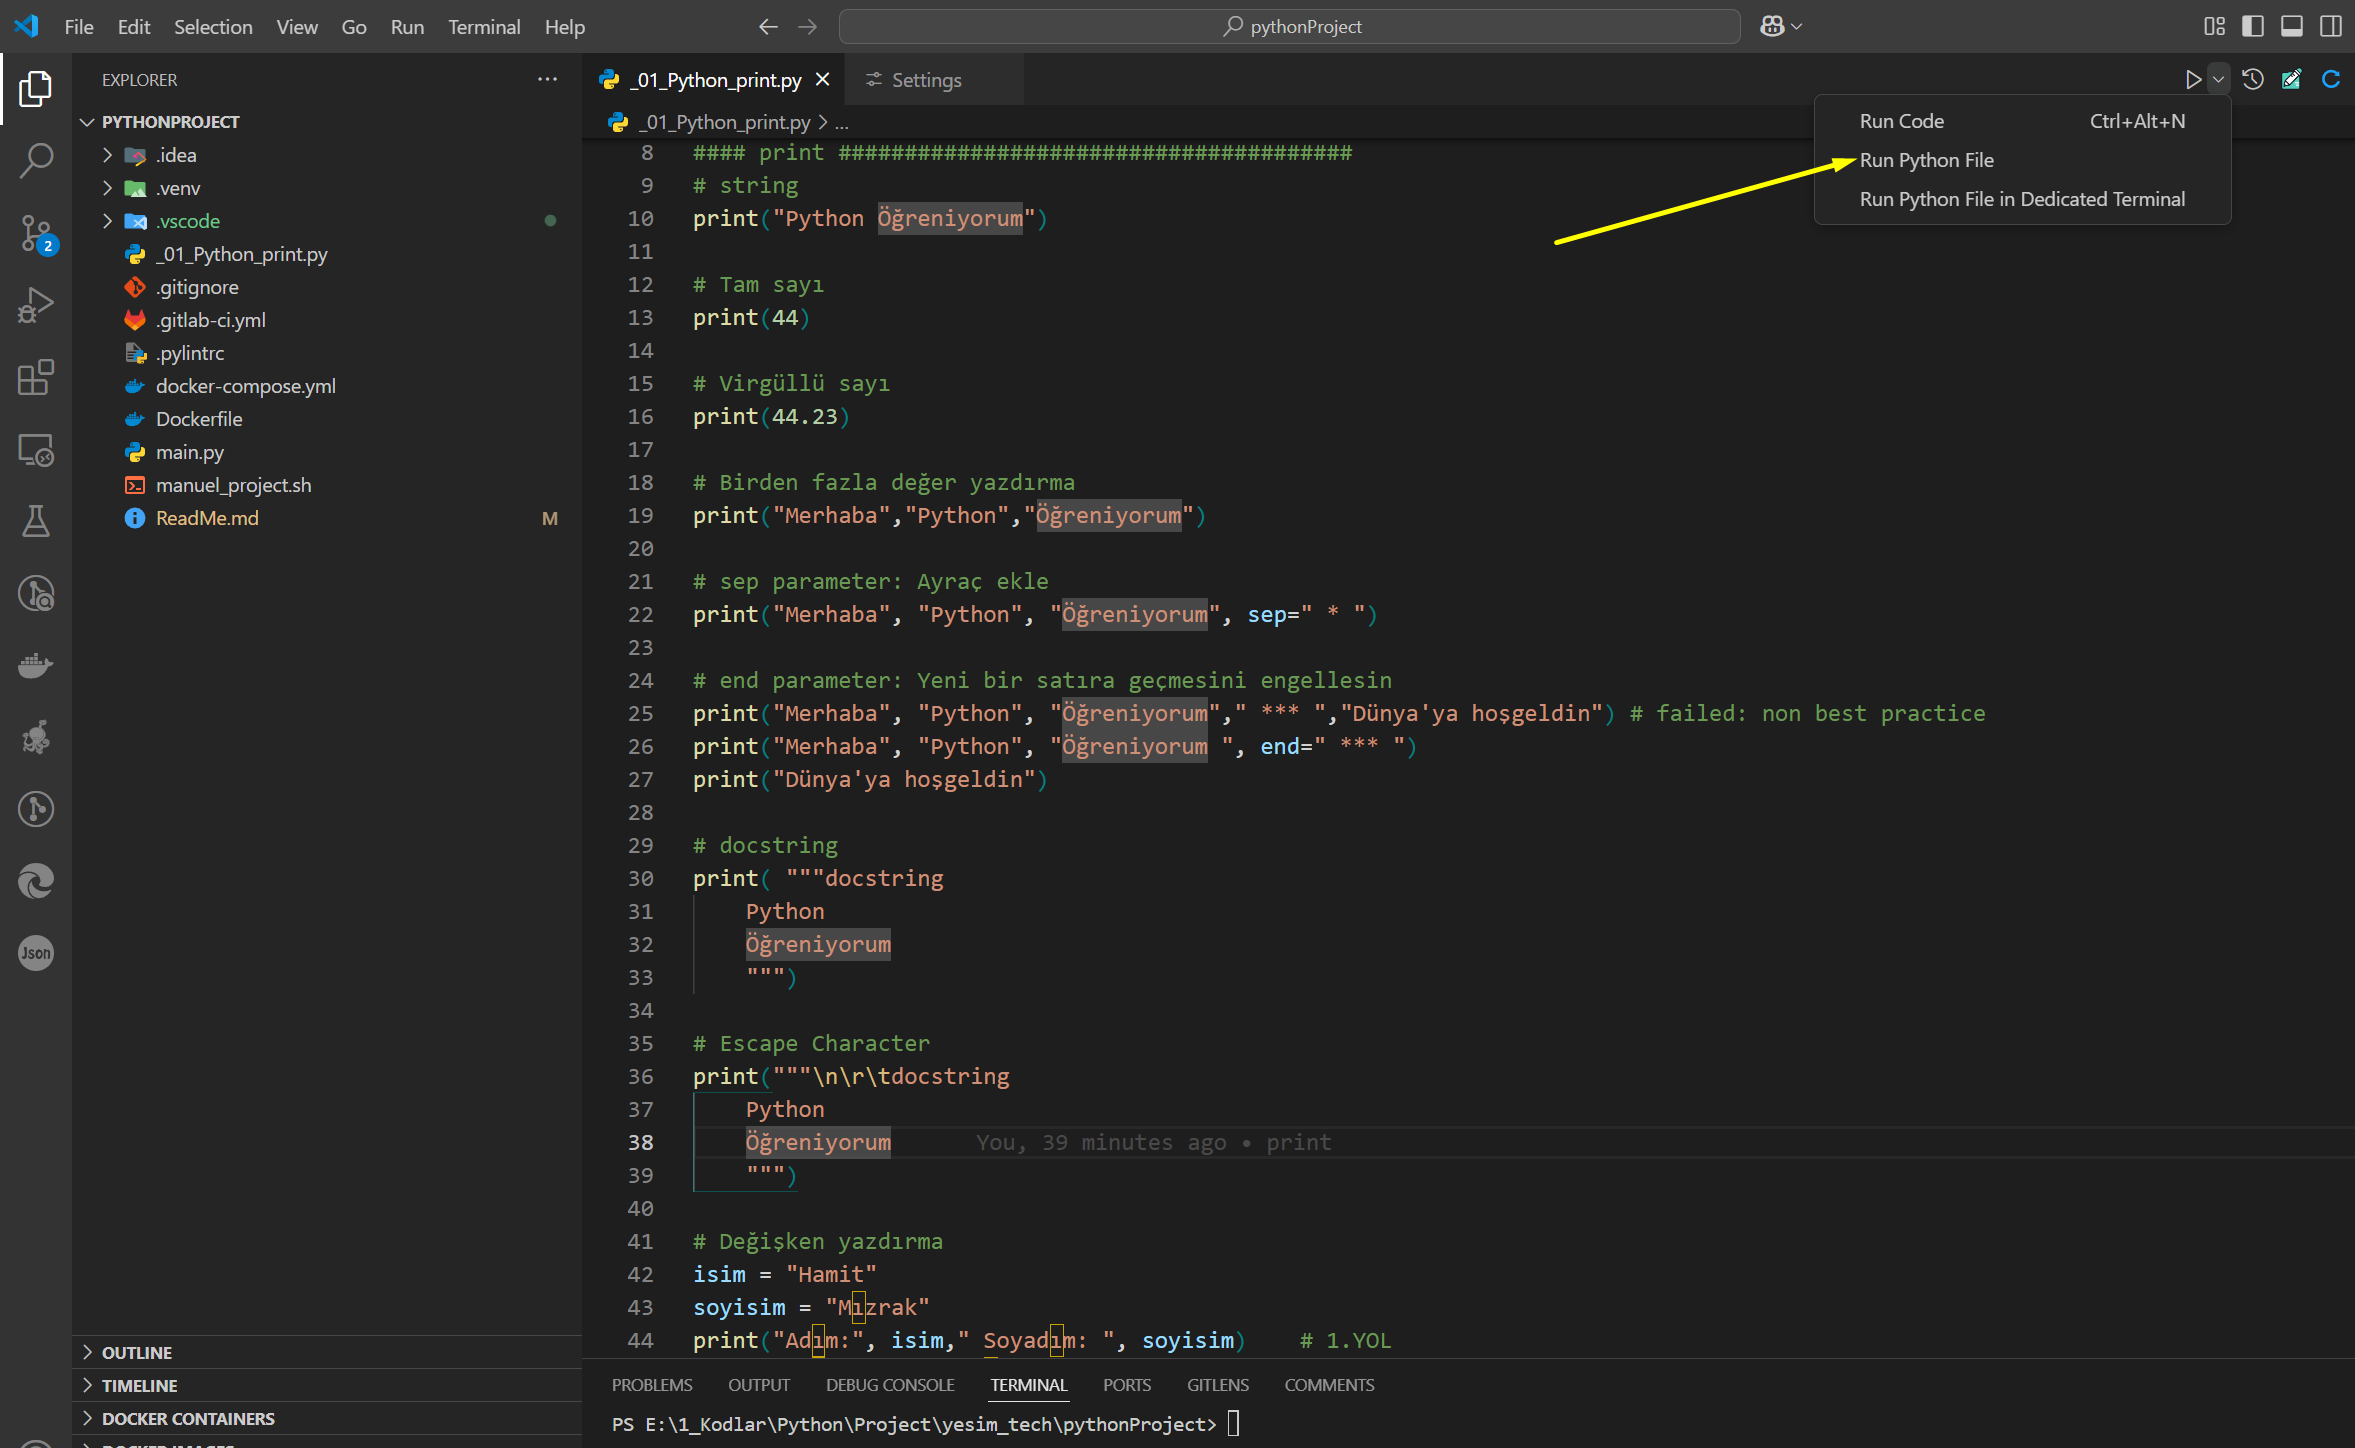 File Edit Selection View Go Run Terminal Help
pythonProject
EXPLORER
PYTHONPROJECT
.idea
.venv
.vscode
_01_Python_print.py
.gitignore
.gitlab-ci.yml
.pylintrc
docker-compose.yml
Dockerfile
main.py
manuel_project.sh
ReadMe.md M
2
Json
OUTLINE
TIMELINE
DOCKER CONTAINERS
_01_Python_print.py Settings
_01_Python_print.py > ...
Run Code Ctrl+Alt+N
Run Python File
Run Python File in Dedicated Terminal
8 #### print #######################################
9 # string
10 print("Python Öğreniyorum")
11
12 # Tam sayı
13 print(44)
14
15 # Virgüllü sayı
16 print(44.23)
17
18 # Birden fazla değer yazdırma
19 print("Merhaba","Python","Öğreniyorum")
20
21 # sep parameter: Ayraç ekle
22 print("Merhaba", "Python", "Öğreniyorum", sep=" * ")
23
24 # end parameter: Yeni bir satıra geçmesini engellesin
25 print("Merhaba", "Python", "Öğreniyorum"," *** ","Dünya'ya hoşgeldin") # failed: non best practice
26 print("Merhaba", "Python", "Öğreniyorum ", end=" *** ")
27 print("Dünya'ya hoşgeldin")
28
29 # docstring
30 print( """docstring
31 Python
32 Öğreniyorum
33 """)
34
35 # Escape Character
36 print("""\n\r\tdocstring
37 Python
38 Öğreniyorum You, 39 minutes ago • print
39 """)
40
41 # Değişken yazdırma
42 isim = "Hamit"
43 soyisim = "Mızrak"
44 print("Adım:", isim," Soyadım: ", soyisim) # 1.YOL
PROBLEMS OUTPUT DEBUG CONSOLE TERMINAL PORTS GITLENS COMMENTS
PS E:\1_Kodlar\Python\Project\yesim_tech\pythonProject>